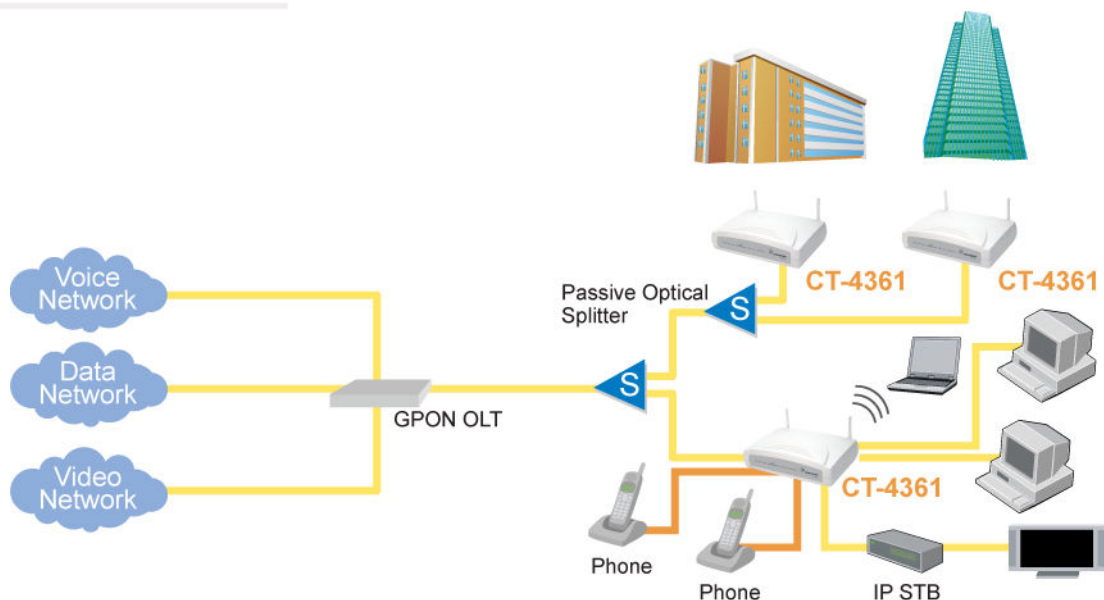 Voice
Network
Data
Network
Video
Network
GPON OLT
Passive Optical
Splitter
S
S
CT-4361
CT-4361
CT-4361
Phone
Phone
IP STB